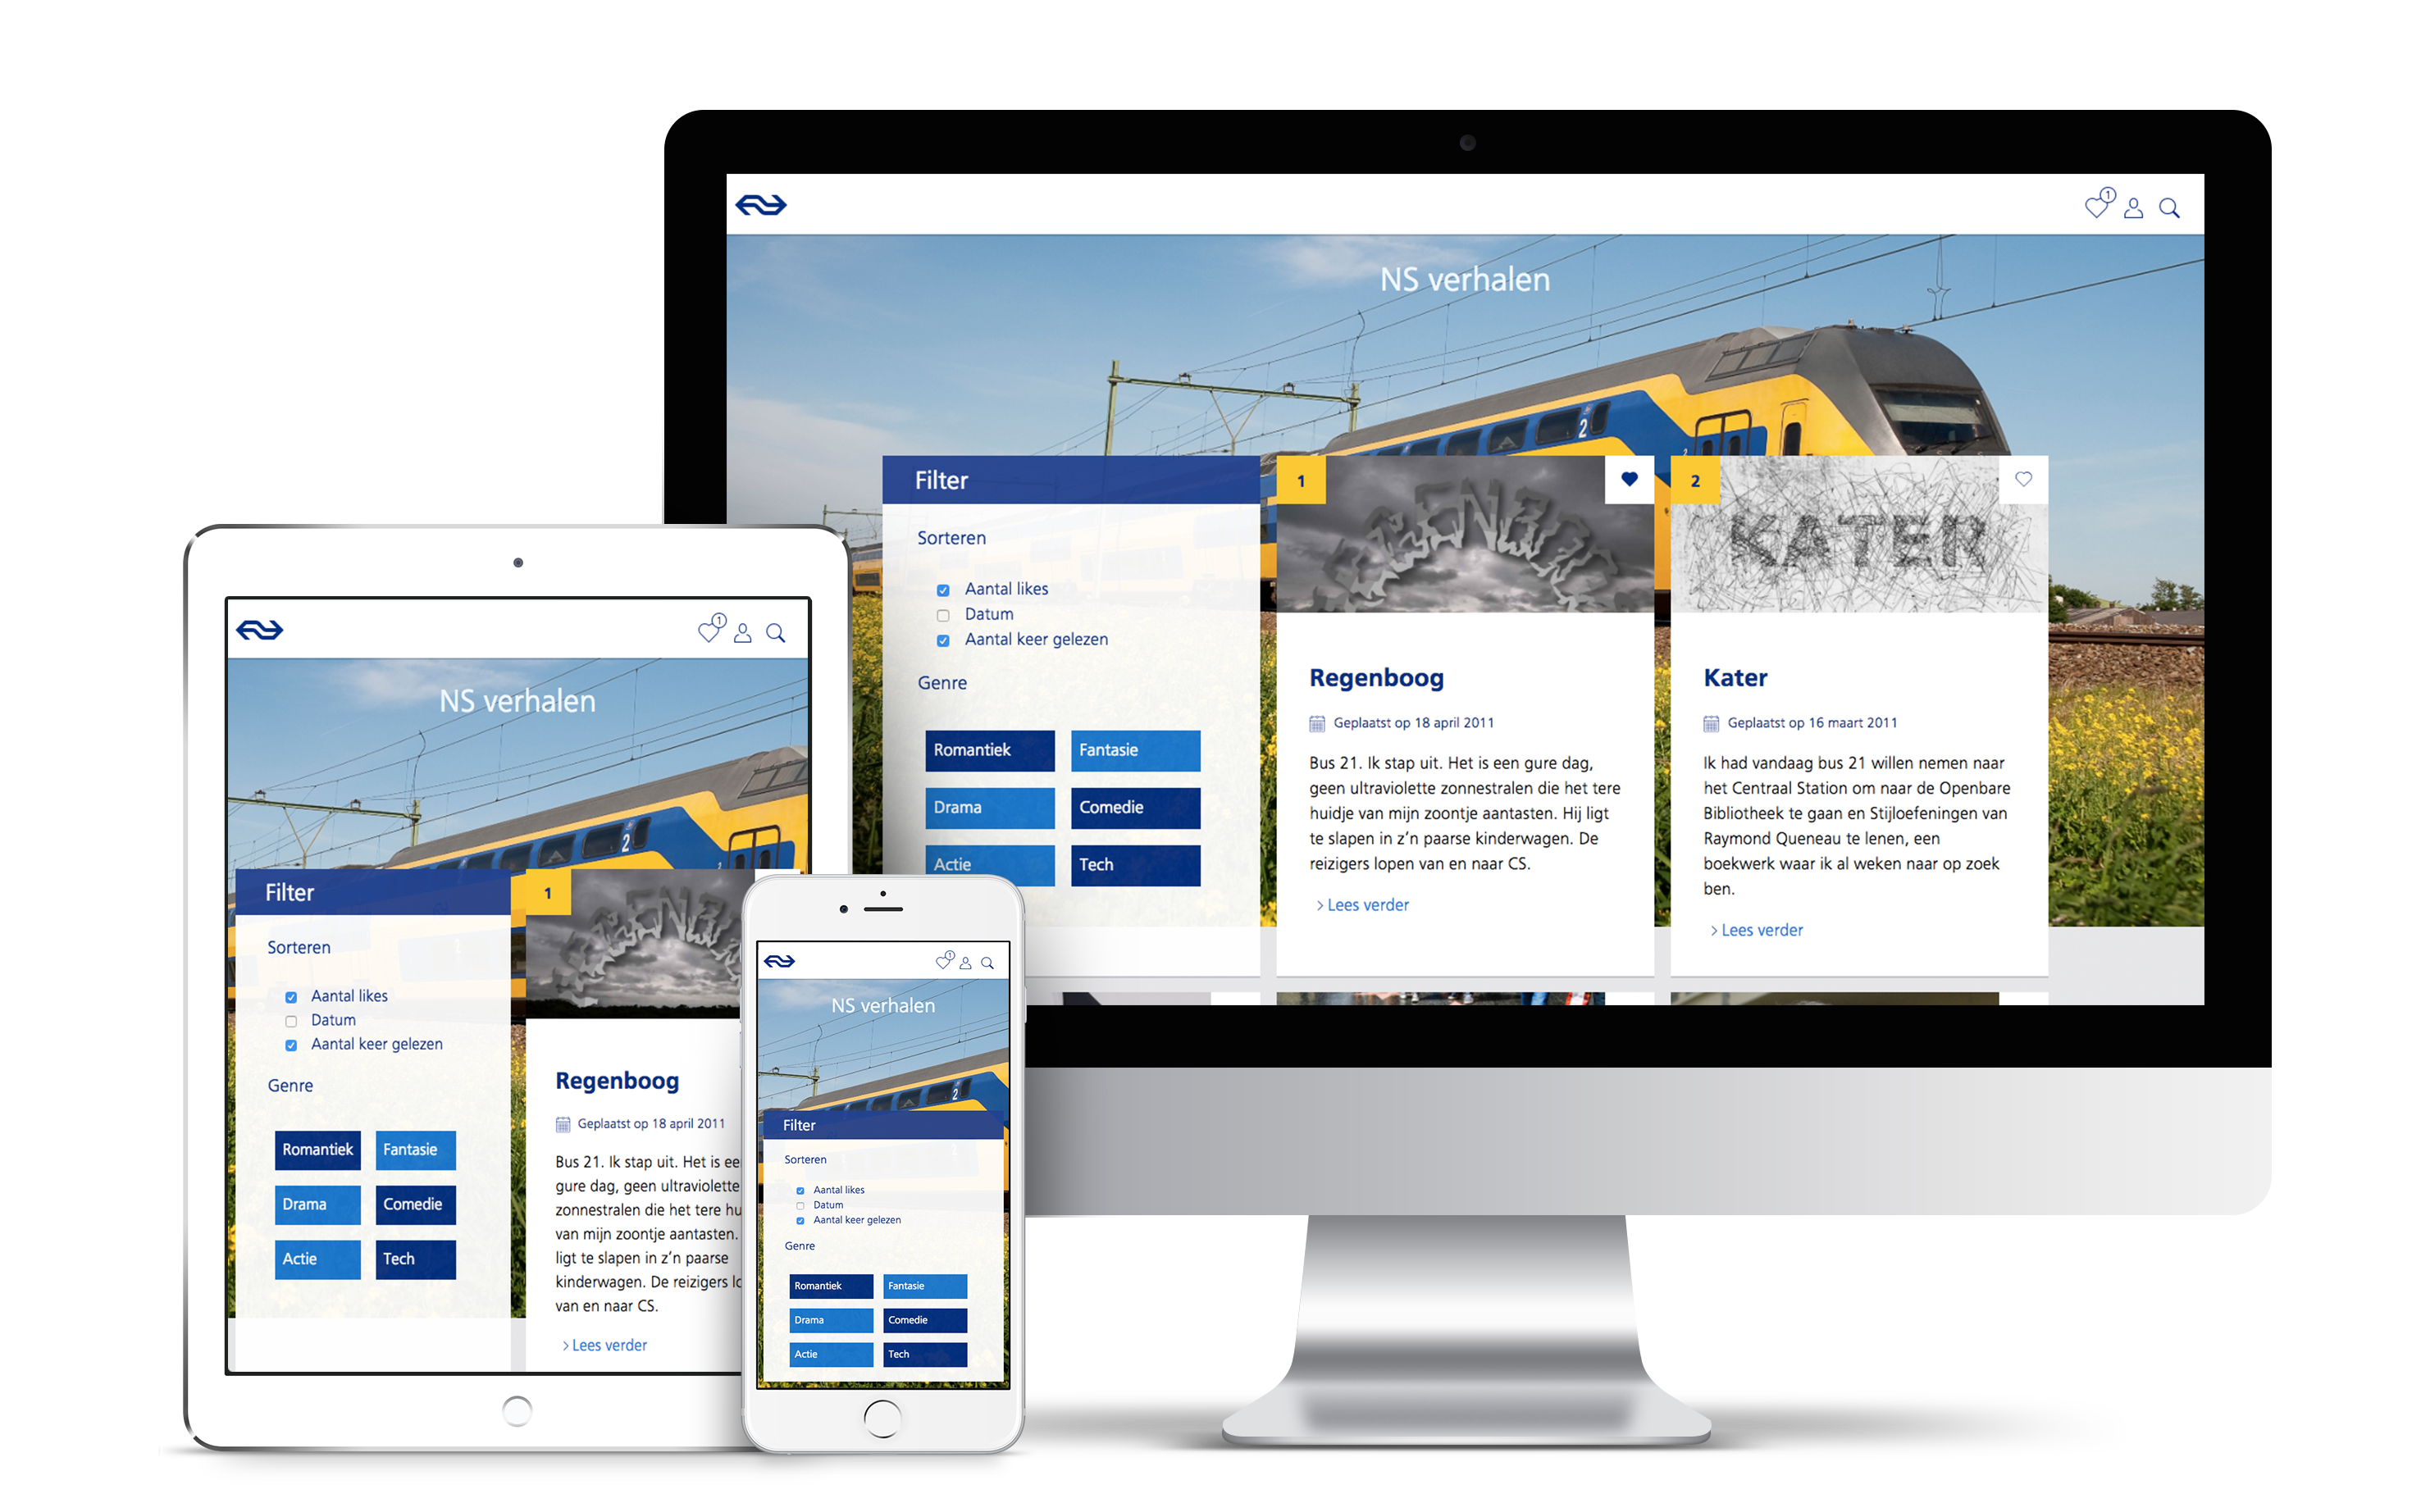 1
NS verhalen
2
2
Filter
Sorteren
Aantal likes
Datum
Aantal keer gelezen
Genre
Romantiek
Fantasie
Drama
Comedie
Actie
Tech
1
Regenboog
Geplaatst op 18 april 2011
Bus 21. Ik stap uit. Het is een gure dag,
geen ultraviolette zonnestralen die het tere
huidje van mijn zoontje aantasten. Hij ligt
te slapen in z'n paarse kinderwagen. De
reizigers lopen van en naar CS.
> Lees verder
2
KATER
Kater
Geplaatst op 16 maart 2011
Ik had vandaag bus 21 willen nemen naar
het Centraal Station om naar de Openbare
Bibliotheek te gaan en Stijloefeningen van
Raymond Queneau te lenen, een
boekwerk waar ik al weken naar op zoek
ben.
> Lees verder
1
NS verhalen
2
Filter
Sorteren
Aantal likes
Datum
Aantal keer gelezen
Genre
Romantiek
Fantasie
Drama
Comedie
Actie
Tech
1
Regenboog
Geplaatst op 18 april 2011
Bus 21. Ik stap uit. Het is ee
gure dag, geen ultraviolette
zonnestralen die het tere hu
van mijn zoontje aantasten.
ligt te slapen in z'n paarse
kinderwagen. De reizigers lo
van en naar CS.
> Lees verder
1
NS verhalen
2
Filter
Sorteren
Aantal likes
Datum
Aantal keer gelezen
Genre
Romantiek
Fantasie
Drama
Comedie
Actie
Tech